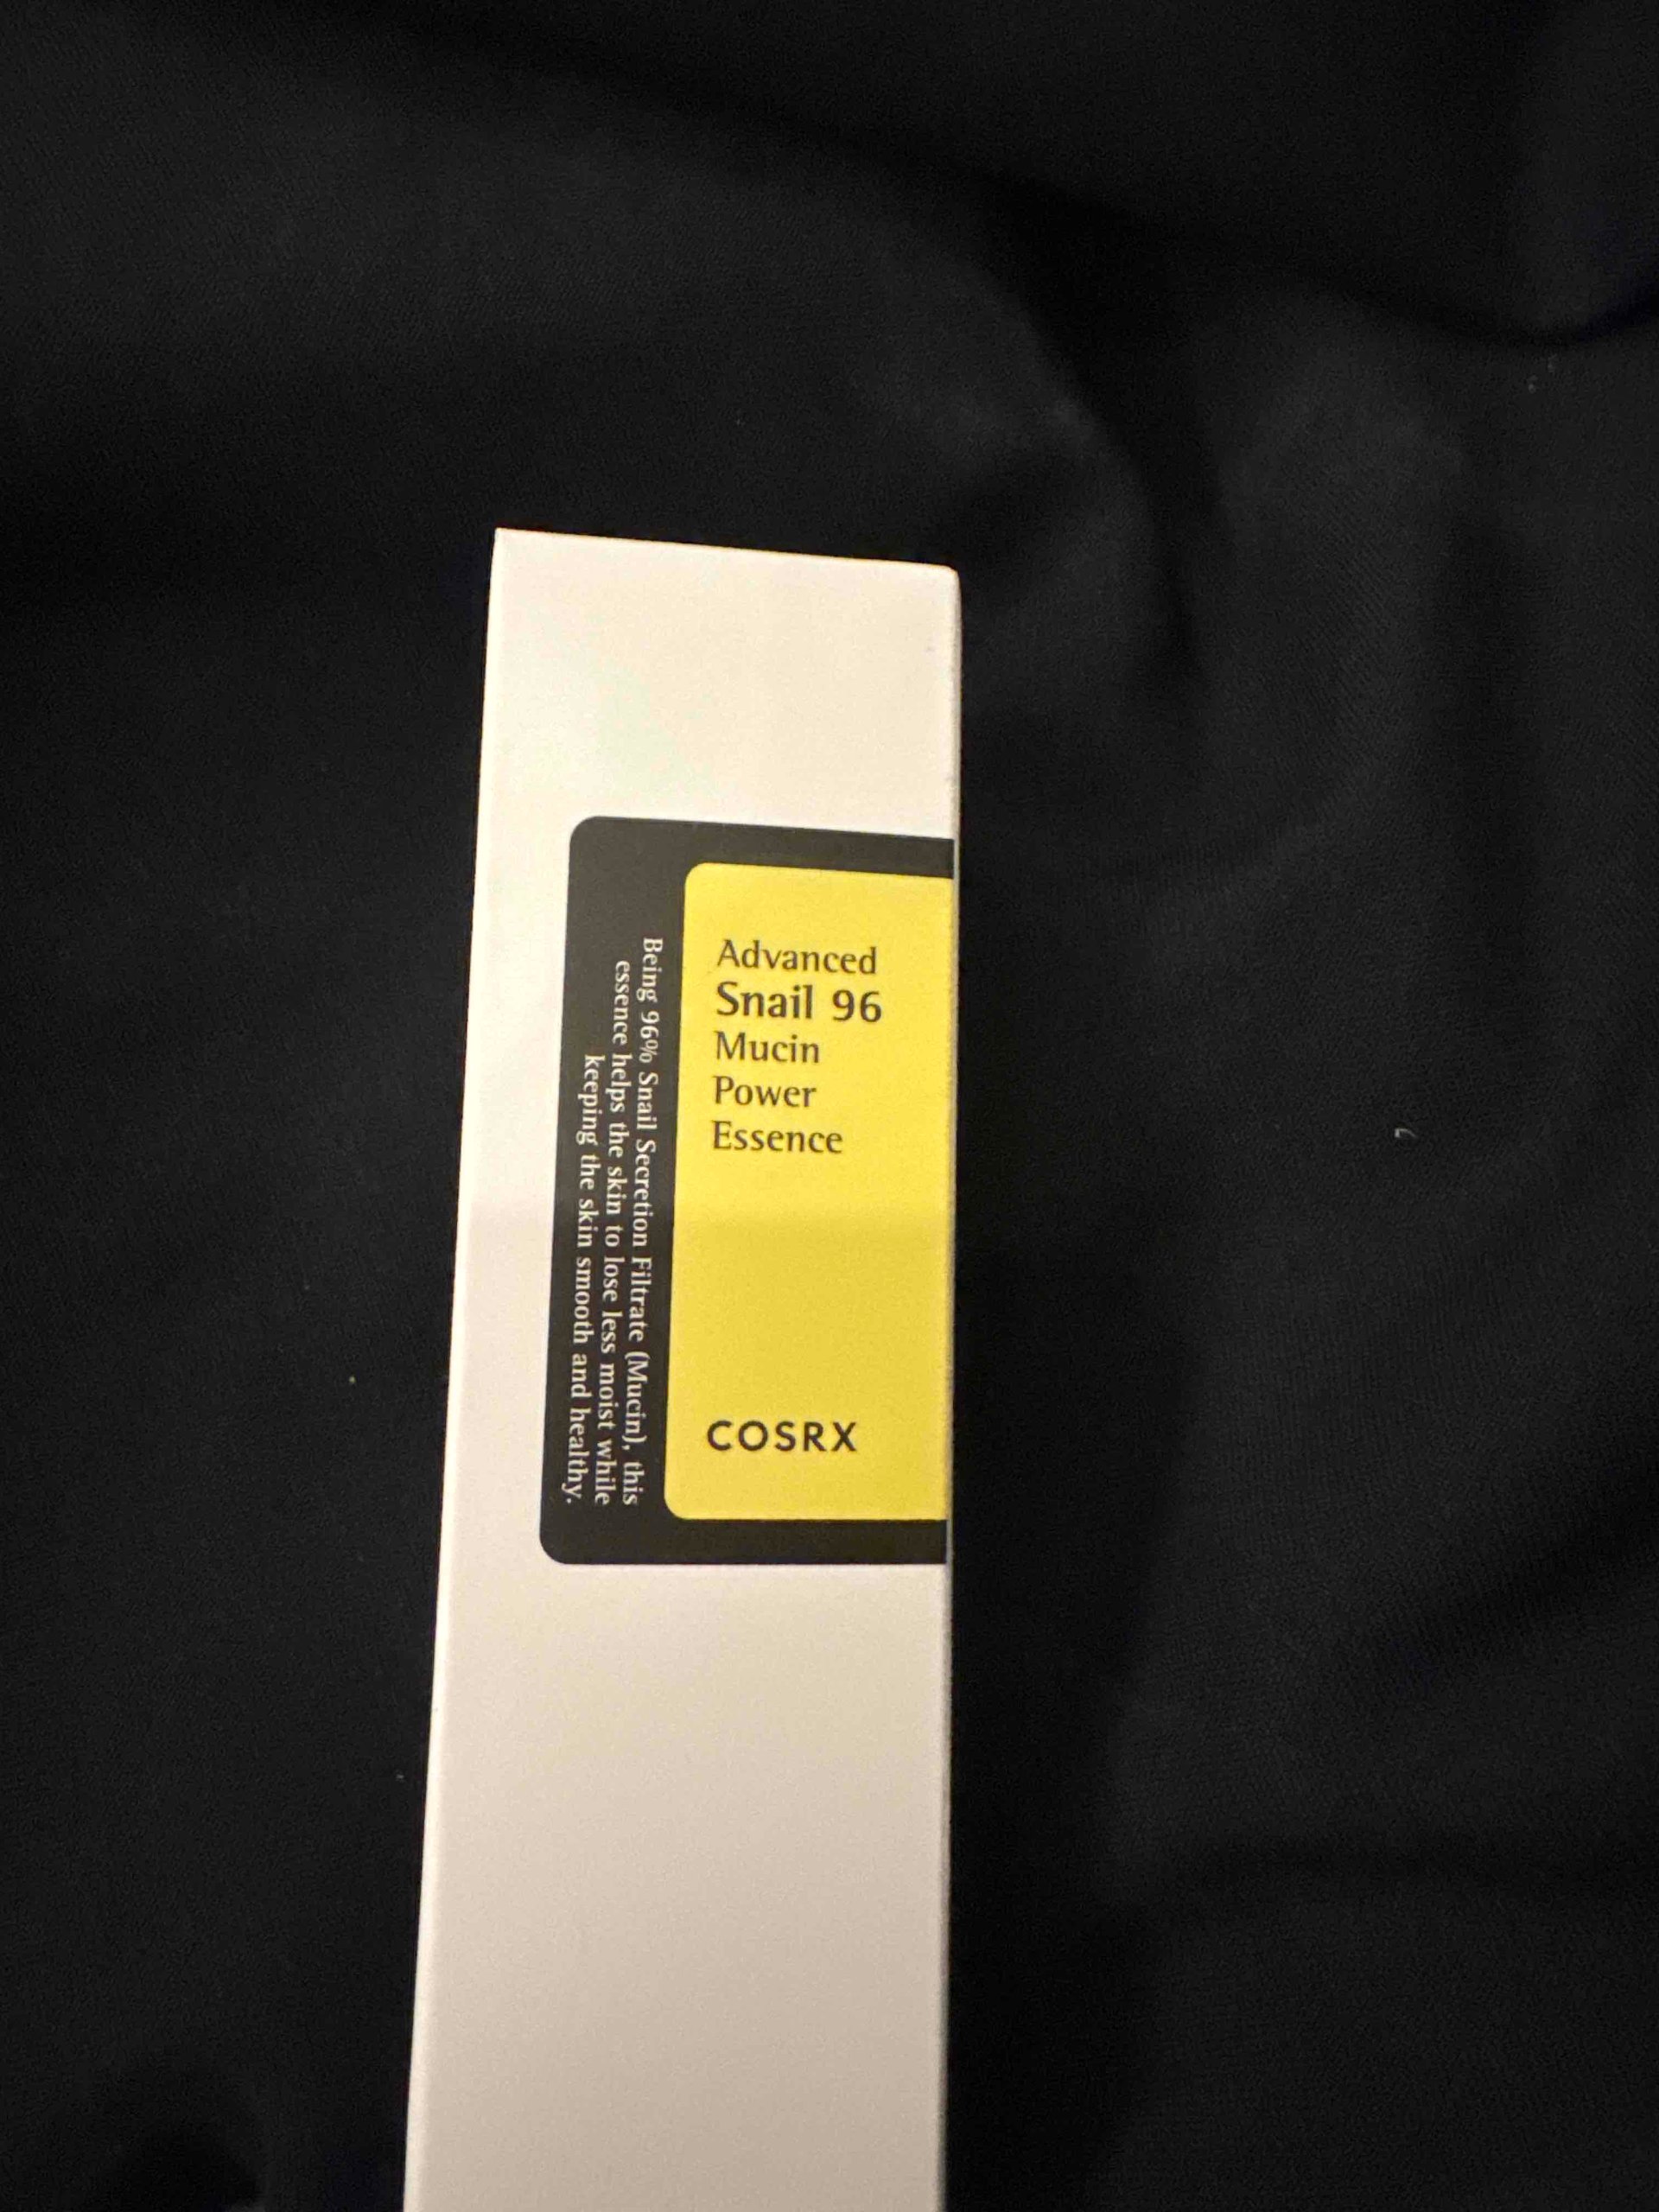 Advanced
Snail 96
Mucin
Power
Essence
COSRX
Being 96% Snail Secretion Filtrate (Mucin), this
essence helps the skin to lose less moist while
keeping the skin smooth and healthy.